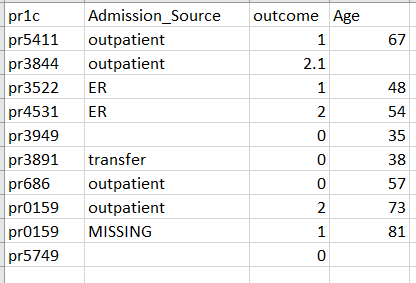 pr1c Admission_Source outcome Age
pr5411 outpatient 1 67
pr3844 outpatient 2.1
pr3522 ER 1 48
pr4531 ER 2 54
pr3949 0 35
pr3891 transfer 0 38
pr686 outpatient 0 57
pr0159 outpatient 2 73
pr0159 MISSING 1 81
pr5749 0